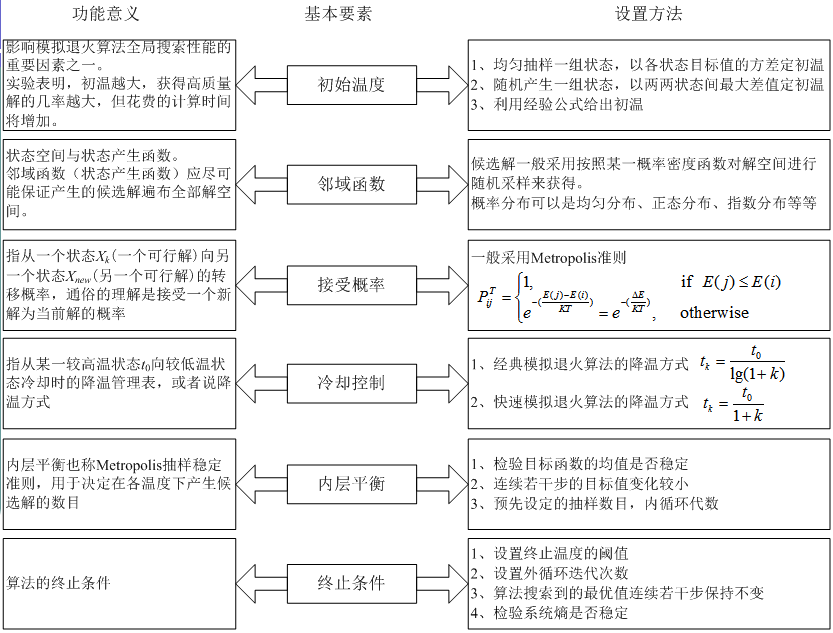 功能意义
基本要素
设置方法
影响模拟退火算法全局搜索性能的
重要因素之一。
实验表明，初温越大，获得高质量
解的几率越大，但花费的计算时间
将增加。
初始温度
1、均匀抽样一组状态，以各状态目标值的方差定初温
2、随机产生一组状态，以两两状态间最大差值定初温
3、利用经验公式给出初温
状态空间与状态产生函数。
邻域函数（状态产生函数）应尽可
能保证产生的候选解遍布全部解空
间。
邻域函数
候选解一般采用按照某一概率密度函数对解空间进行
随机采样来获得。
概率分布可以是均匀分布、正态分布、指数分布等等
指从一个状态Xk(一个可行解)向另
一个状态Xnew(另一个可行解)的转
移概率，通俗的理解是接受一个新
解为当前解的概率
接受概率
一般采用Metropolis准则
P_{ij}^{T} = { 1, if E(j) ≤ E(i)
e^{-(\frac{E(j)-E(i)}{KT})} = e^{-(\frac{ΔE}{KT})}, otherwise
指从某一较高温状态t0向较低温状
态冷却时的降温管理表，或者说降
温方式
冷却控制
1、经典模拟退火算法的降温方式 t_k = \frac{t_0}{lg(1+k)}
2、快速模拟退火算法的降温方式 t_k = \frac{t_0}{1+k}
内层平衡也称Metropolis抽样稳定
准则，用于决定在各温度下产生候
选解的数目
内层平衡
1、检验目标函数的均值是否稳定
2、连续若干步的目标值变化较小
3、预先设定的抽样数目，内循环代数
算法的终止条件
终止条件
1、设置终止温度的阈值
2、设置外循环迭代次数
3、算法搜索到的最优值连续若干步保持不变
4、检验系统熵是否稳定